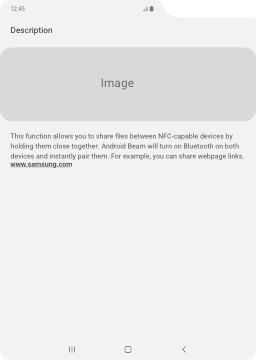 12:45
Description
Image
This function allows you to share files between NFC-capable devices by
holding them close together. Android Beam will turn on Bluetooth on both
devices and instantly pair them. For example, you can share webpage links.
www.samsung.com